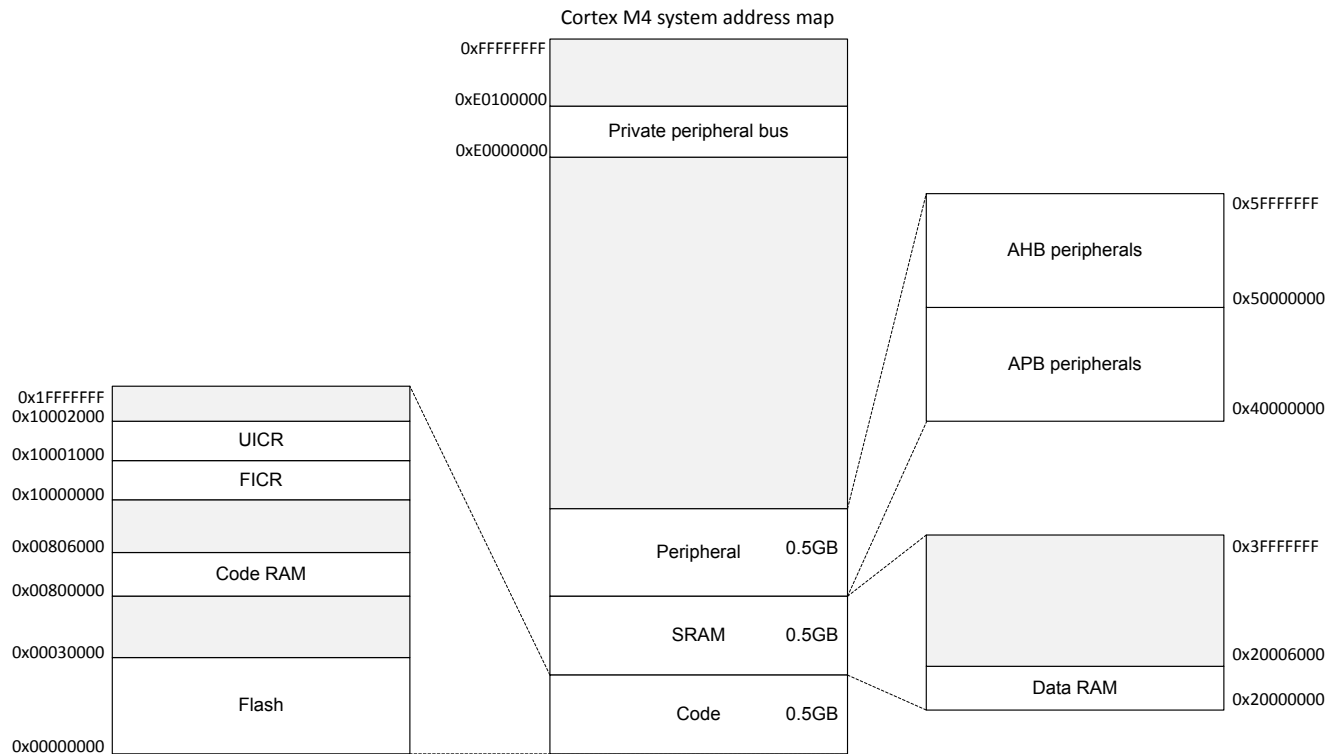 Cortex M4 system address map
0xFFFFFFFF
0xE0100000
Private peripheral bus
0xE0000000
0x5FFFFFFF
AHB peripherals
0x50000000
APB peripherals
0x40000000
0x1FFFFFFF
0x10002000
UICR
0x10001000
FICR
0x10000000
0x00806000
Code RAM
0x00800000
0x00030000
Flash
0x00000000
Peripheral 0.5GB
SRAM 0.5GB
Code 0.5GB
0x3FFFFFFF
0x20006000
Data RAM
0x20000000